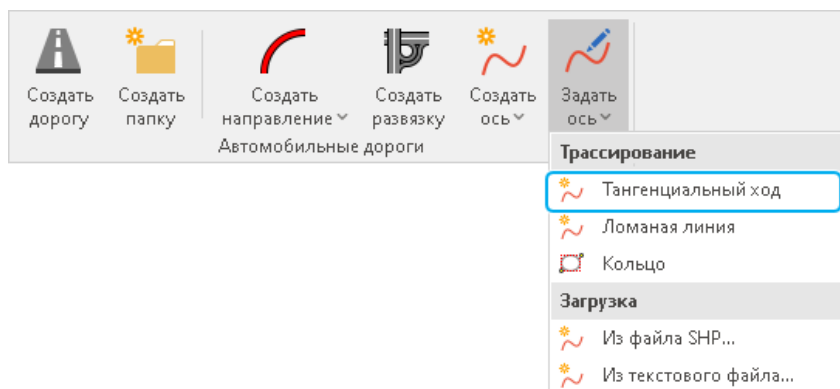 Создать дорогу
Создать папку
Создать направление
Создать развязку
Создать ось
Задать ось
Автомобильные дороги
Трассирование
Тангенциальный ход
Ломаная линия
Кольцо
Загрузка
Из файла SHP...
Из текстового файла...